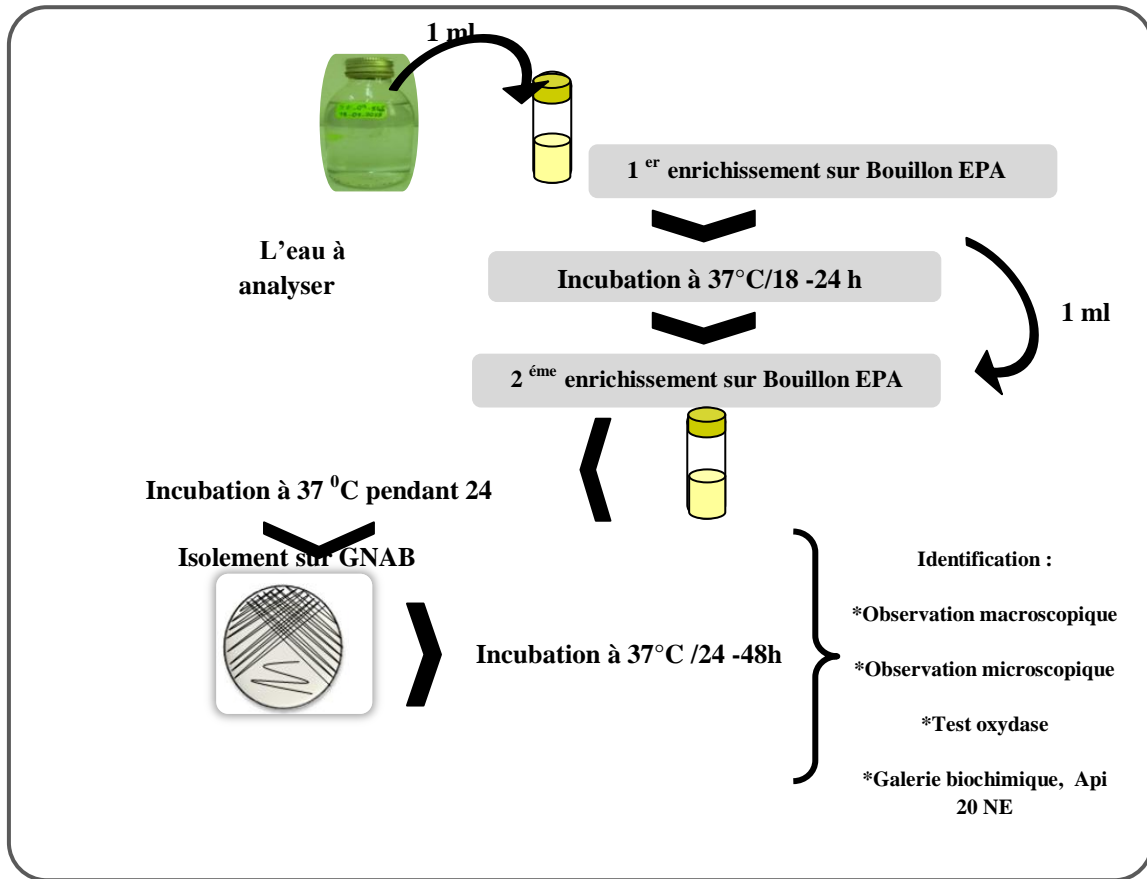 1 ml
1 er enrichissement sur Bouillon EPA
L’eau à
analyser
Incubation à 37°C/18 -24 h
1 ml
2 éme enrichissement sur Bouillon EPA
Incubation à 37 0C pendant 24
Isolement sur GNAB
Incubation à 37°C /24 -48h
Identification :
*Observation macroscopique
*Observation microscopique
*Test oxydase
*Galerie biochimique, Api
20 NE